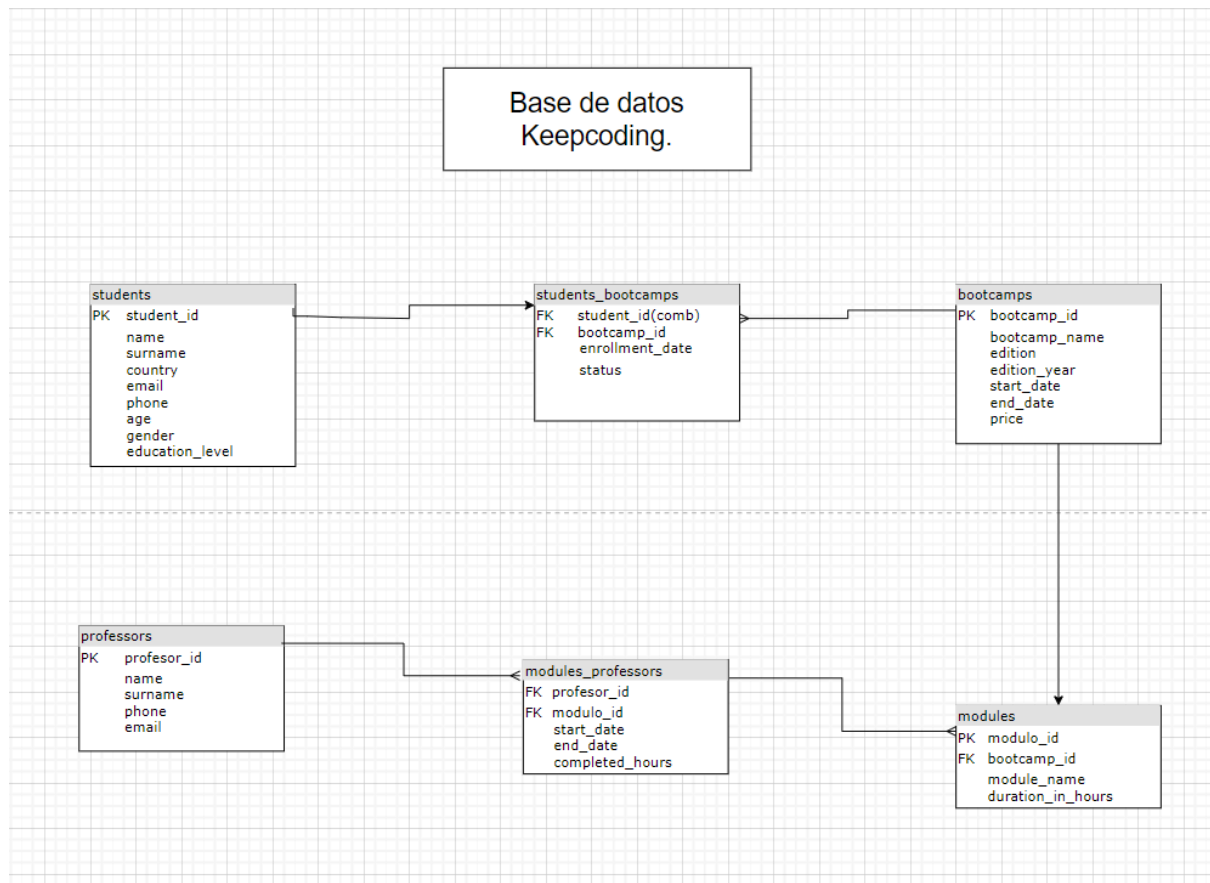 Base de datos
Keepcoding.
students
PK student_id
name
surname
country
email
phone
age
gender
education_level
students_bootcamps
FK student_id(comb)
FK bootcamp_id
enrollment_date
status
bootcamps
PK bootcamp_id
bootcamp_name
edition
edition_year
start_date
end_date
price
professors
PK profesor_id
name
surname
phone
email
modules_professors
FK profesor_id
FK modulo_id
start_date
end_date
completed_hours
modules
PK modulo_id
FK bootcamp_id
module_name
duration_in_hours